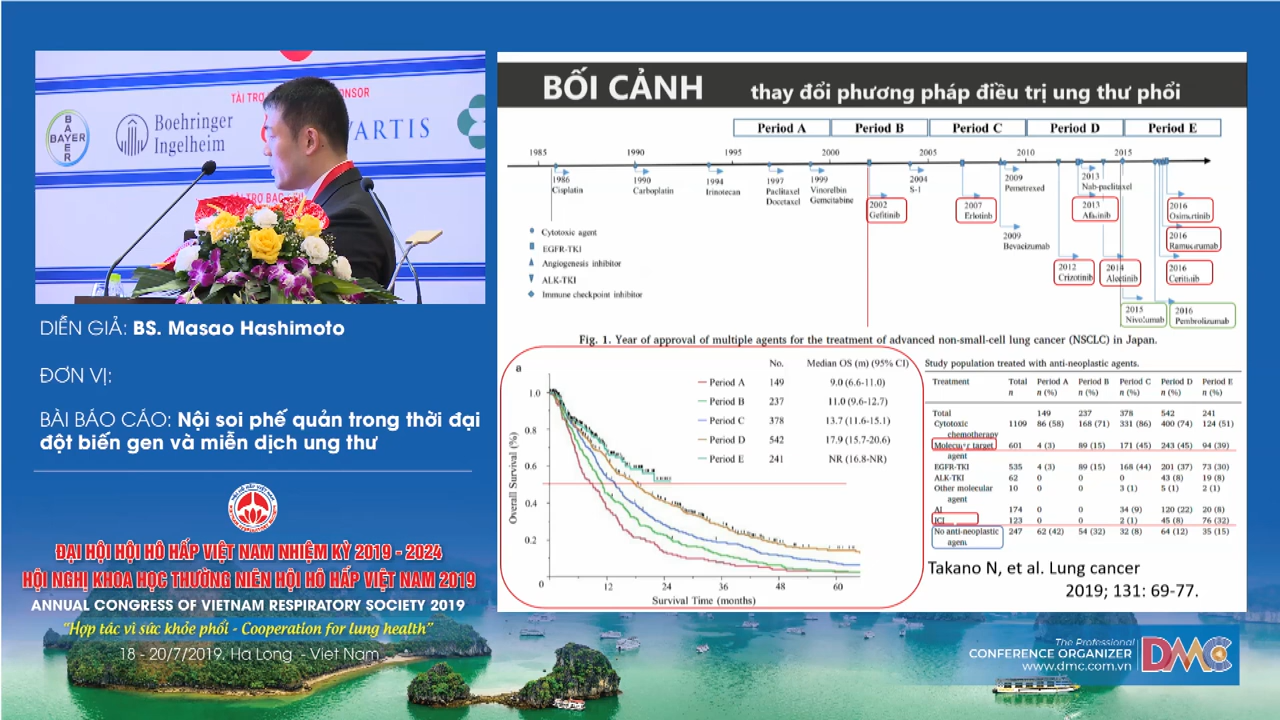 TÀI TRỢ
ONSOR
BAYER
BAYER
Boehringer
Ingelheim
VARTIS
TÀI TRỢ BẠC
DIỄN GIẢ: BS. Masao Hashimoto
ĐƠN VỊ:
BÀI BÁO CÁO: Nội soi phế quản trong thời đại
đột biến gen và miễn dịch ung thư
ĐẠI HỘI HỘI HÔ HẤP VIỆT NAM NHIỆM KỲ 2019 - 2024
HỘI NGHỊ KHOA HỌC THƯỜNG NIÊN HỘI HÔ HẤP VIỆT NAM 2019
ANNUAL CONGRESS OF VIETNAM RESPIRATORY SOCIETY 2019
“Hợp tác vì sức khỏe phổi - Cooperation for lung health”
18 - 20/7/2019. Ha Long - Viet Nam
BỐI CẢNH thay đổi phương pháp điều trị ung thư phổi
Period A Period B Period C Period D Period E
1985 1990 1995 2000 2005 2010 2015
1986
Cisplatin
1990
Carboplatin
1994
Irinotecan
1997
Paclitaxel
Docetaxel
1999
Vinorelbin
Gemcitabine
2002
Gefitinib
2004
S-1
2007
Erlotinib
2009
Pemetrexed
2009
Bevacizumab
2013
Nab-paclitaxel
2013
Afatinib
2012
Crizotinib
2014
Alectinib
2015
Nivolumab
2016
Osimertinib
2016
Ramucirumab
2016
Ceritinib
2016
Pembrolizumab
Cytotoxic agent
EGFR-TKI
Angiogenesis inhibitor
ALK-TKI
Immune checkpoint inhibitor
Fig. 1. Year of approval of multiple agents for the treatment of advanced non-small-cell lung cancer (NSCLC) in Japan.
a
No. Median OS (m) (95% CI)
Period A 149 9.0 (6.6-11.0)
Period B 237 11.0 (9.6-12.7)
Period C 378 13.7 (11.6-15.1)
Period D 542 17.9 (15.7-20.6)
Period E 241 NR (16.8-NR)
Overall Survival (%)
1.0
0.8
0.6
0.4
0.2
0 12 24 36 48 60
Survival Time (months)
Study population treated with anti-neoplastic agents.
Treatment Total Period A Period B Period C Period D Period E
n n (%) n (%) n (%) n (%) n (%)
Total 149 237 378 542 241
Cytotoxic 1109 86 (58) 168 (71) 331 (86) 400 (74) 124 (51)
chemotherapy
Molecular target 601 4 (3) 89 (15) 171 (45) 243 (45) 94 (39)
agent
EGFR-TKI 535 4 (3) 89 (15) 168 (44) 201 (37) 73 (30)
ALK-TKI 62 0 0 0 43 (8) 19 (8)
Other molecular 10 0 0 3 (1) 5 (1) 2 (1)
agent
AI 174 0 0 34 (9) 120 (22) 20 (8)
ICI 123 0 0 2 (1) 45 (8) 76 (32)
No anti-neoplastic 247 62 (42) 54 (32) 32 (8) 64 (12) 35 (15)
agent
Takano N, et al. Lung cancer
2019; 131: 69-77.
The Professional
CONFERENCE ORGANIZER
www.dmc.com.vn
DMC